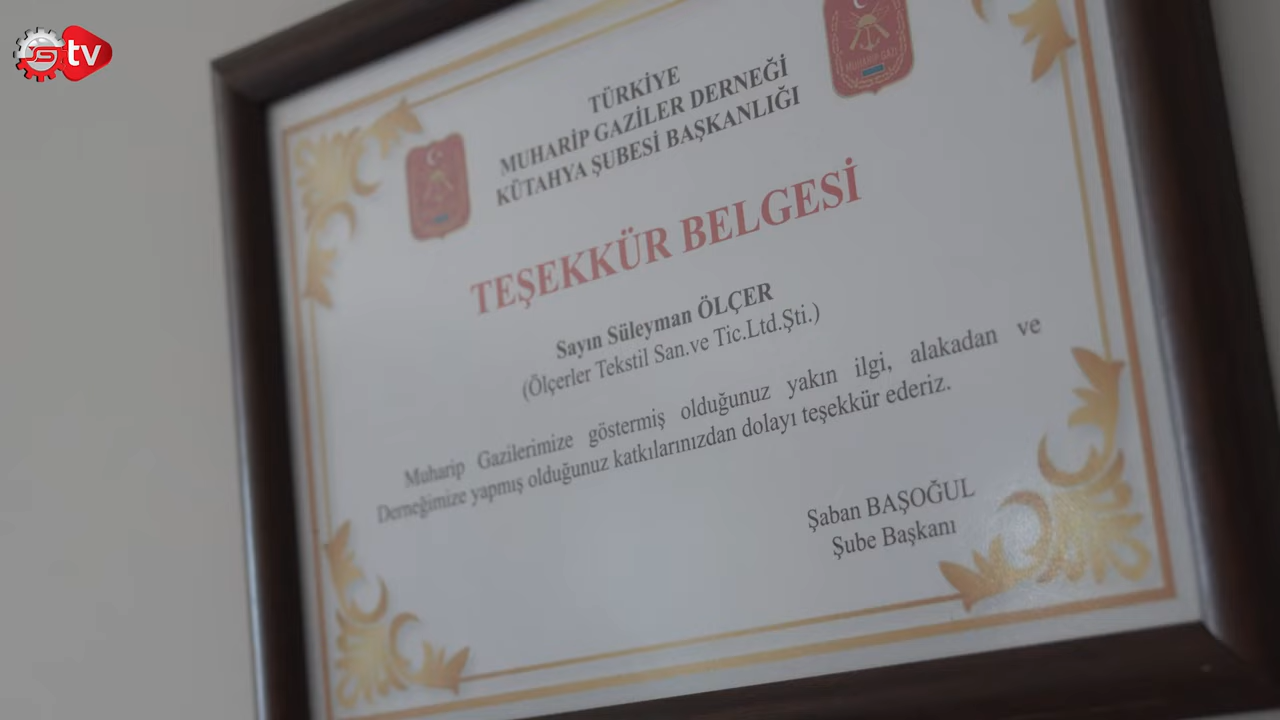 tv
TÜRKİYE
MUHARİP GAZİLER DERNEĞİ
KÜTAHYA ŞUBESİ BAŞKANLIĞI
MUHARİP GAZİ
TEŞEKKÜR BELGESİ
Sayın Süleyman ÖLÇER
(Ölçerler Tekstil San.ve Tic.Ltd.Şti.)
Muharip Gazilerimize göstermiş olduğunuz yakın ilgi, alakadan ve
Derneğimize yapmış olduğunuz katkılarınızdan dolayı teşekkür ederiz.
Şaban BAŞOĞUL
Şube Başkanı